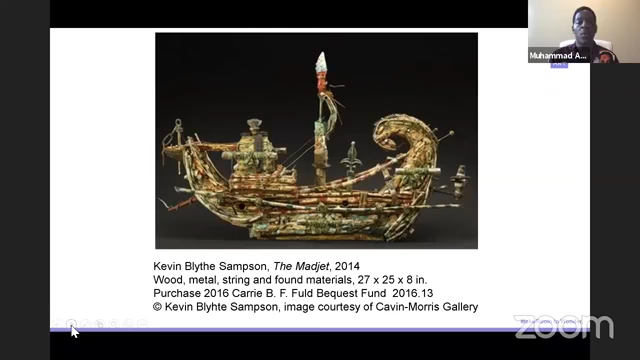 Muhammad A...
Kevin Blythe Sampson, The Madjet, 2014
Wood, metal, string and found materials, 27 x 25 x 8 in.
Purchase 2016 Carrie B. F. Fuld Bequest Fund  2016.13
© Kevin Blyhte Sampson, image courtesy of Cavin-Morris Gallery
zoom